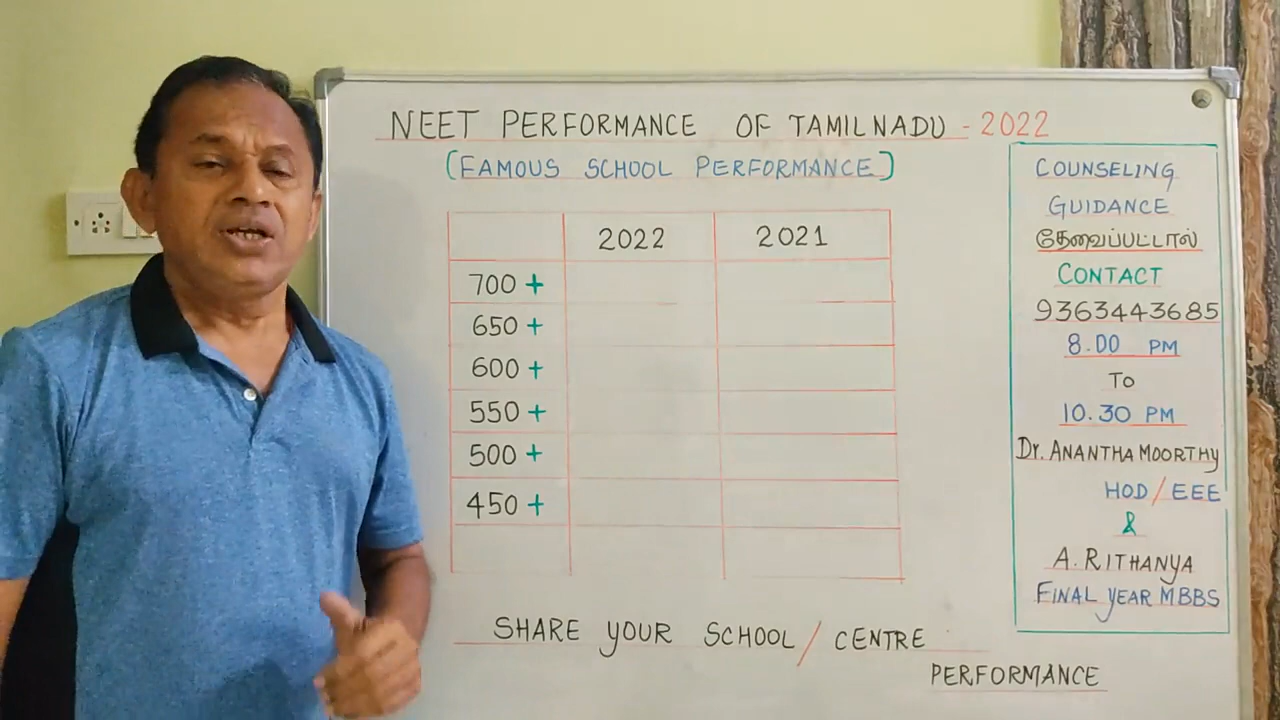 NEET PERFORMANCE OF TAMILNADU - 2022
(FAMOUS SCHOOL PERFORMANCE)
2022 2021
700 +
650 +
600 +
550 +
500 +
450 +
SHARE YOUR SCHOOL / CENTRE
PERFORMANCE
COUNSELING
GUIDANCE
தேவைப்பட்டால்
CONTACT
9363443685
8.00 PM
TO
10.30 PM
Dr. ANANTHA MOORTHY
HOD / EEE
&
A. RITHANYA
FINAL YEAR MBBS